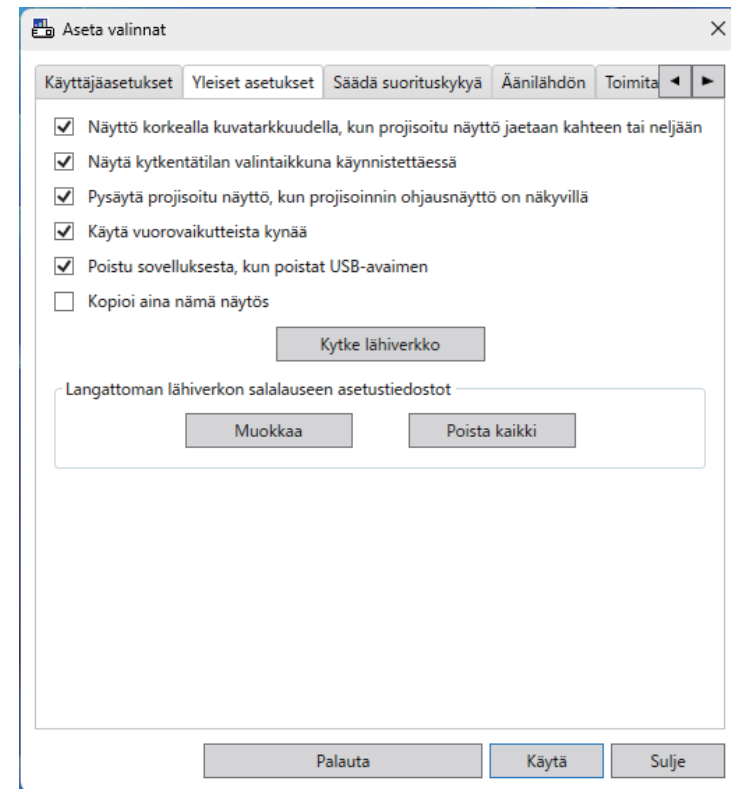 Aseta valinnat
Käyttäjäasetukset Yleiset asetukset Säädä suorituskykyä Äänilähdön Toimita
Näyttö korkealla kuvatarkkuudella, kun projisoitu näyttö jaetaan kahteen tai neljään
Näytä kytkentätilan valintaikkuna käynnistettäessä
Pysäytä projisoitu näyttö, kun projisoinnin ohjausnäyttö on näkyvillä
Käytä vuorovaikutteista kynää
Poistu sovelluksesta, kun poistat USB-avaimen
Kopioi aina nämä näytös
Kytke lähiverkko
Langattoman lähiverkon salalauseen asetustiedostot
Muokkaa Poista kaikki
Palauta Käytä Sulje